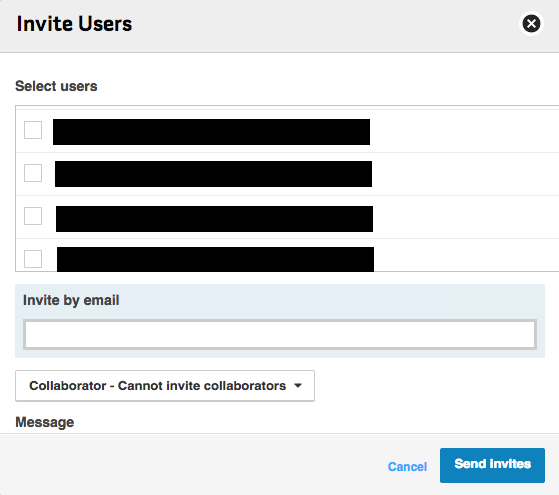 Invite Users
Select users
Invite by email
Collaborator - Cannot invite collaborators
Message
Cancel
Send Invites